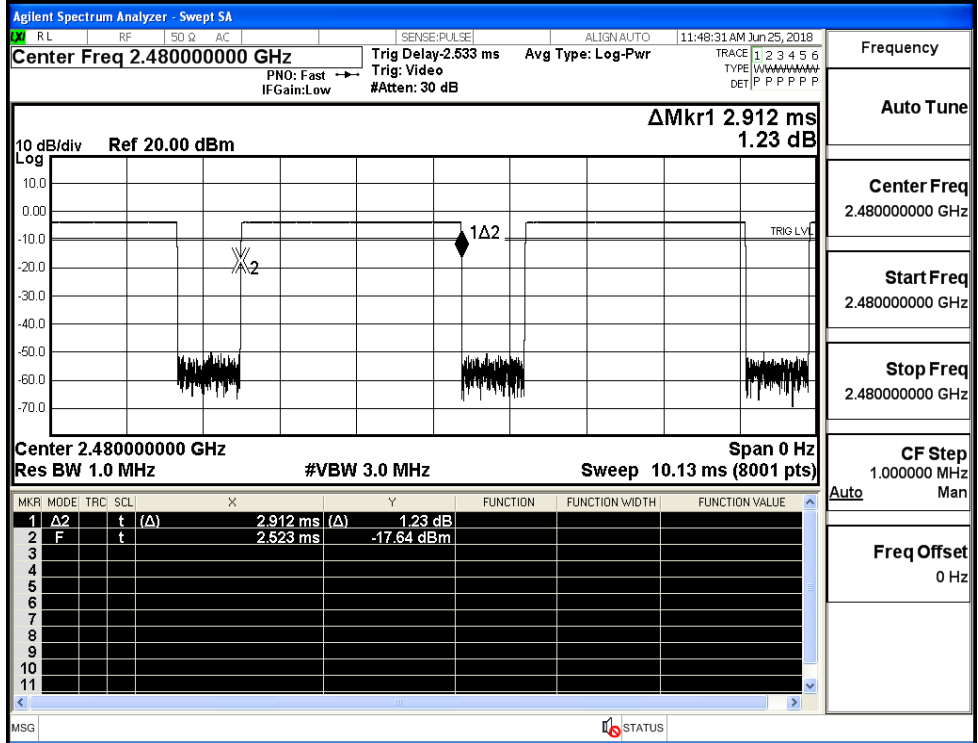 Agilent Spectrum Analyzer - Swept SA
LXI RL RF 50 Ω AC SENSE:PULSE ALIGN AUTO 11:48:31 AM Jun 25, 2018
Center Freq 2.480000000 GHz
PNO: Fast
IFGain:Low
Trig Delay-2.533 ms
Trig: Video
#Atten: 30 dB
Avg Type: Log-Pwr
TRACE 1 2 3 4 5 6
TYPE WWWWWWW
DET P P P P P P
ΔMkr1 2.912 ms
1.23 dB
10 dB/div Ref 20.00 dBm
Log
10.0
0.00
-10.0
-20.0
-30.0
-40.0
-50.0
-60.0
-70.0
1Δ2
TRIG LVL
2
Center 2.480000000 GHz Span 0 Hz
Res BW 1.0 MHz #VBW 3.0 MHz Sweep 10.13 ms (8001 pts)
MKR MODE TRC SCL X Y FUNCTION FUNCTION WIDTH FUNCTION VALUE
1 Δ2 t (Δ) 2.912 ms (Δ) 1.23 dB
2 F t 2.523 ms -17.64 dBm
3
4
5
6
7
8
9
10
11
MSG STATUS
Frequency
Auto Tune
Center Freq
2.480000000 GHz
Start Freq
2.480000000 GHz
Stop Freq
2.480000000 GHz
CF Step
1.000000 MHz
Auto Man
Freq Offset
0 Hz